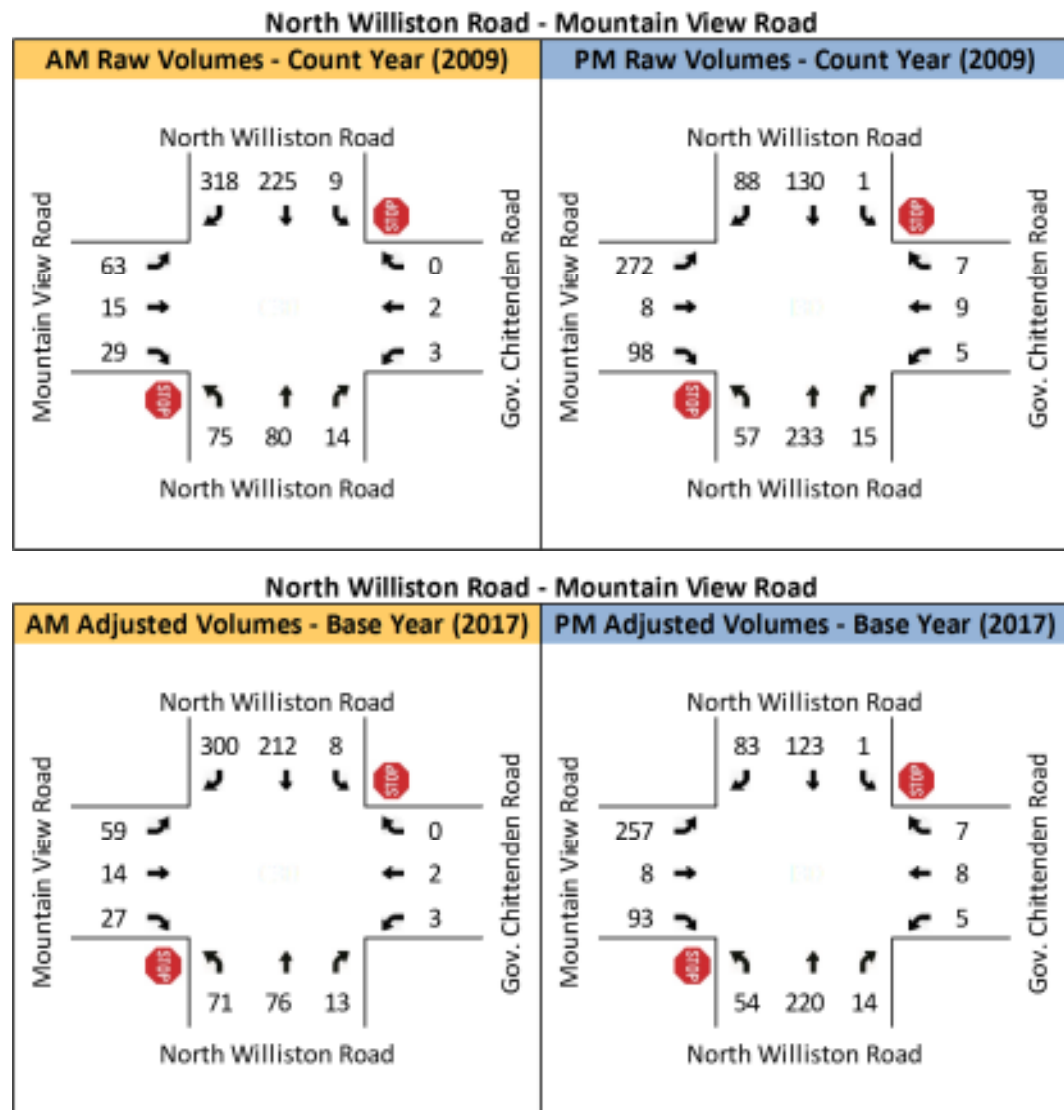 North Williston Road - Mountain View Road
AM Raw Volumes - Count Year (2009)
North Williston Road
318 225 9
STOP
Mountain View Road
63
15
29
0
2
3
Gov. Chittenden Road
STOP
75 80 14
North Williston Road
PM Raw Volumes - Count Year (2009)
North Williston Road
88 130 1
STOP
Mountain View Road
272
8
98
7
9
5
Gov. Chittenden Road
STOP
57 233 15
North Williston Road
North Williston Road - Mountain View Road
AM Adjusted Volumes - Base Year (2017)
North Williston Road
300 212 8
STOP
Mountain View Road
59
14
27
0
2
3
Gov. Chittenden Road
STOP
71 76 13
North Williston Road
PM Adjusted Volumes - Base Year (2017)
North Williston Road
83 123 1
STOP
Mountain View Road
257
8
93
7
8
5
Gov. Chittenden Road
STOP
54 220 14
North Williston Road